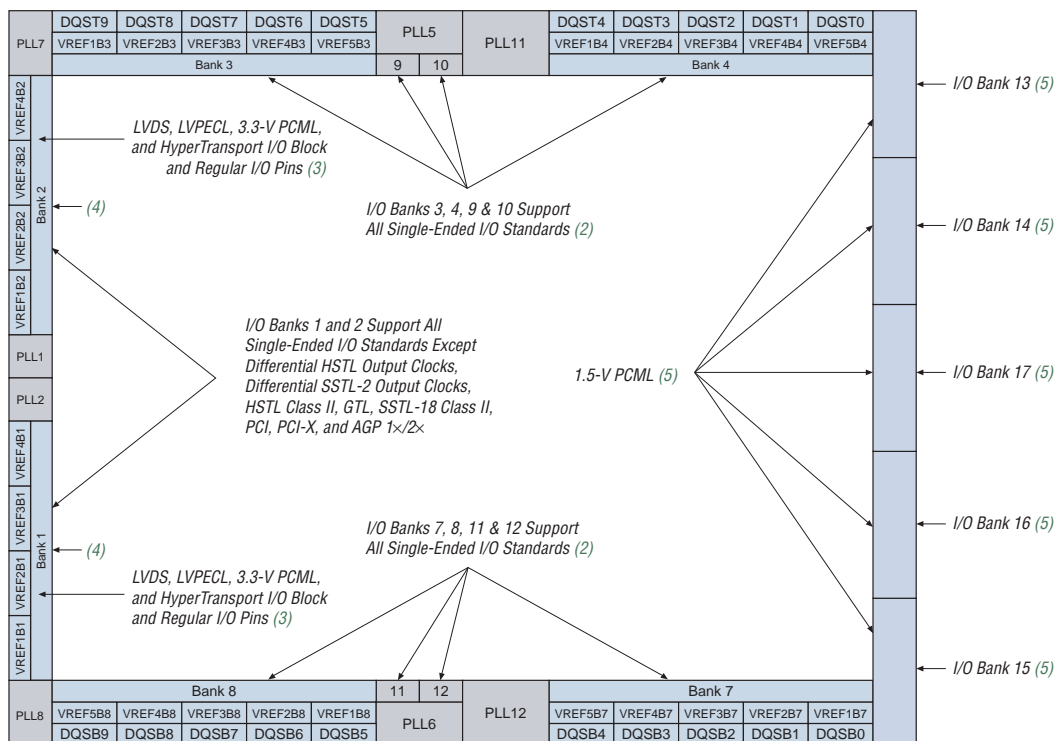 PLL7
DQST9 DQST8 DQST7 DQST6 DQST5
VREF1B3 VREF2B3 VREF3B3 VREF4B3 VREF5B3
Bank 3
PLL5
9 10
PLL11
DQST4 DQST3 DQST2 DQST1 DQST0
VREF1B4 VREF2B4 VREF3B4 VREF4B4 VREF5B4
Bank 4
VREF4B2
VREF3B2
VREF2B2
VREF1B2
Bank 2
LVDS, LVPECL, 3.3-V PCML,
and HyperTransport I/O Block
and Regular I/O Pins (3)
(4)
I/O Banks 3, 4, 9 & 10 Support
All Single-Ended I/O Standards (2)
I/O Bank 13 (5)
I/O Bank 14 (5)
PLL1
PLL2
I/O Banks 1 and 2 Support All
Single-Ended I/O Standards Except
Differential HSTL Output Clocks,
Differential SSTL-2 Output Clocks,
HSTL Class II, GTL, SSTL-18 Class II,
PCI, PCI-X, and AGP 1×/2×
1.5-V PCML (5)
I/O Bank 17 (5)
VREF4B1
VREF3B1
VREF2B1
VREF1B1
Bank 1
(4)
I/O Banks 7, 8, 11 & 12 Support
All Single-Ended I/O Standards (2)
I/O Bank 16 (5)
LVDS, LVPECL, 3.3-V PCML,
and HyperTransport I/O Block
and Regular I/O Pins (3)
I/O Bank 15 (5)
PLL8
Bank 8
VREF5B8 VREF4B8 VREF3B8 VREF2B8 VREF1B8
DQSB9 DQSB8 DQSB7 DQSB6 DQSB5
11 12
PLL6
PLL12
Bank 7
VREF5B7 VREF4B7 VREF3B7 VREF2B7 VREF1B7
DQSB4 DQSB3 DQSB2 DQSB1 DQSB0